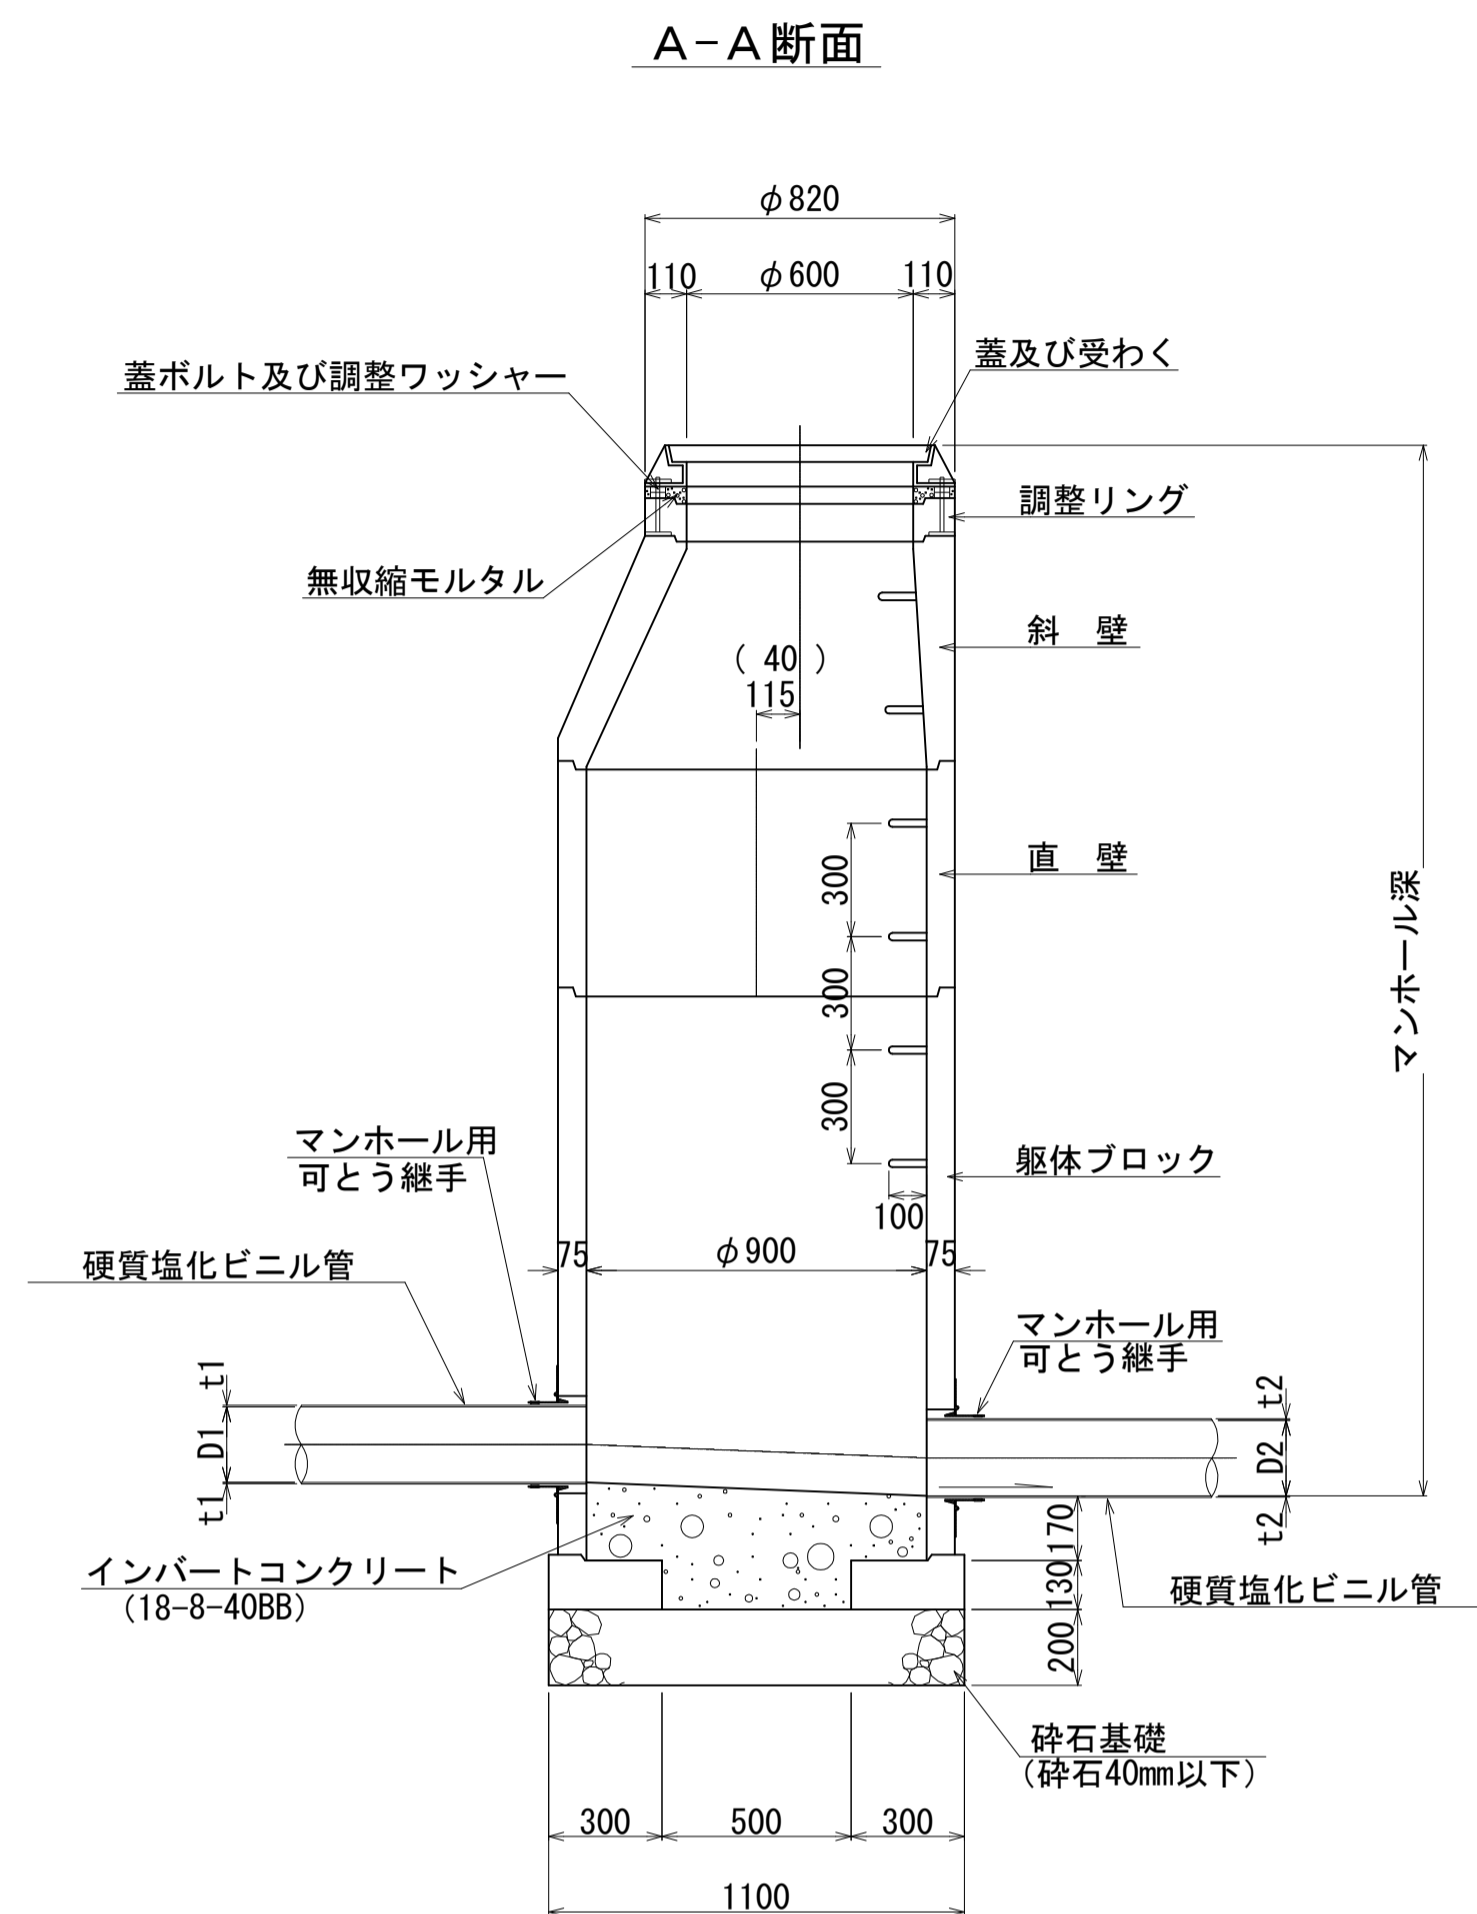 A-A断面
φ820
110
φ600
110
蓋及び受わく
蓋ボルト及び調整ワッシャー
調整リング
無収縮モルタル
斜 壁
( 40 )
115
直 壁
300
300
300
マンホール深
マンホール用
可とう継手
躯体ブロック
100
75
φ900
75
硬質塩化ビニル管
マンホール用
可とう継手
t1
D1
t1
t2
D2
t2
170
130
200
インバートコンクリート
(18-8-40BB)
硬質塩化ビニル管
砕石基礎
(砕石40mm以下)
300
500
300
1100